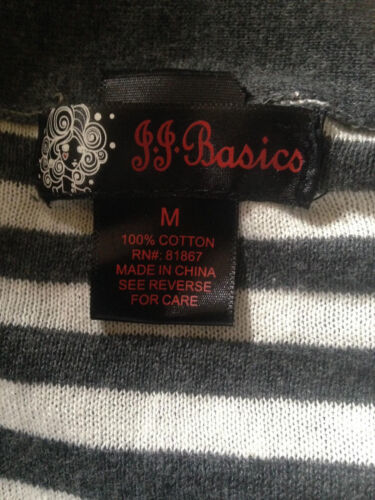 J.J. Basics
M
100% COTTON
RN#: 81867
MADE IN CHINA
SEE REVERSE
FOR CARE